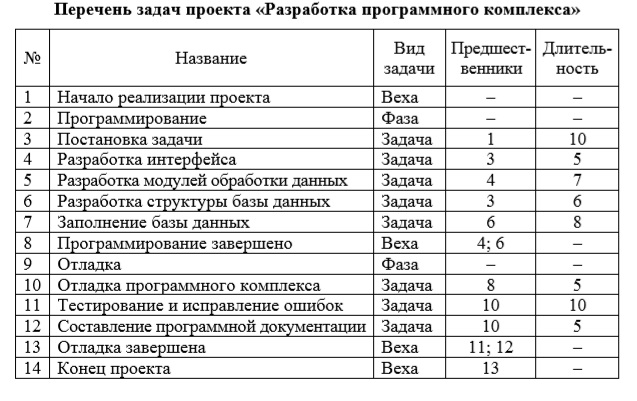 Перечень задач проекта «Разработка программного комплекса»
№ Название Вид задачи Предшест-венники Длитель-ность
1 Начало реализации проекта Веха – –
2 Программирование Фаза – –
3 Постановка задачи Задача 1 10
4 Разработка интерфейса Задача 3 5
5 Разработка модулей обработки данных Задача 4 7
6 Разработка структуры базы данных Задача 3 6
7 Заполнение базы данных Задача 6 8
8 Программирование завершено Веха 4; 6 –
9 Отладка Фаза – –
10 Отладка программного комплекса Задача 8 5
11 Тестирование и исправление ошибок Задача 10 10
12 Составление программной документации Задача 10 5
13 Отладка завершена Веха 11; 12 –
14 Конец проекта Веха 13 –